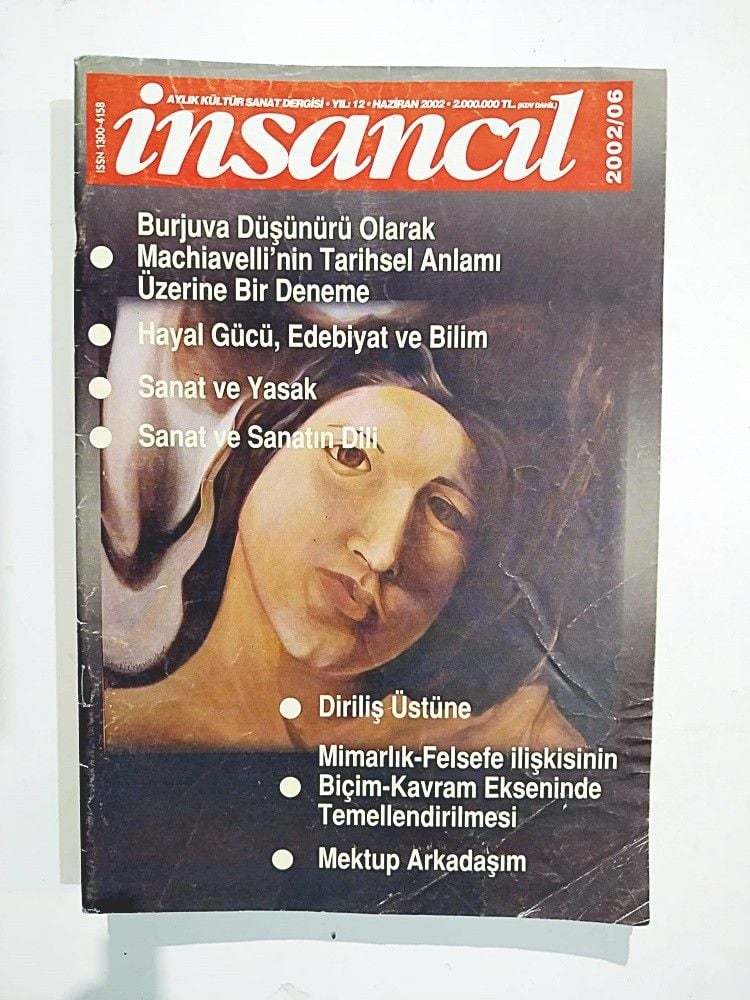 AYLIK KÜLTÜR SANAT DERGİSİ • YIL: 12 • HAZİRAN 2002 • 2.000.000 TL. (KDV DAHİL)
ISSN 1300-4158
insancıl
2002/06
Burjuva Düşünürü Olarak
Machiavelli'nin Tarihsel Anlamı
Üzerine Bir Deneme
Hayal Gücü, Edebiyat ve Bilim
Sanat ve Yasak
Sanat ve Sanatın Dili
Diriliş Üstüne
Mimarlık-Felsefe ilişkisinin
Biçim-Kavram Ekseninde
Temellendirilmesi
Mektup Arkadaşım